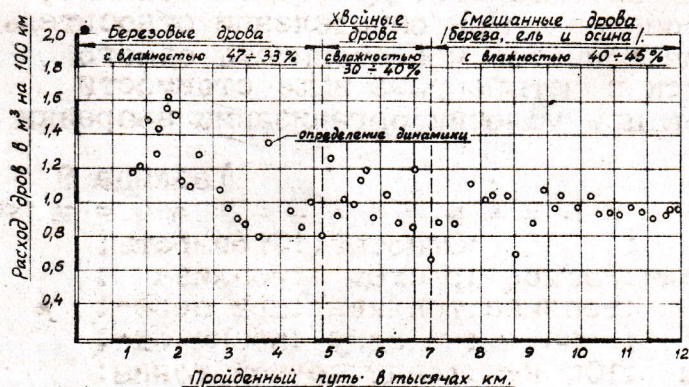 Березовые дрова
с влажностью 47÷33%
Хвойные
дрова
с влажностью
30 ÷ 40%
Смешанные дрова
/береза, ель и осина/.
с влажностью 40÷45%
Расход дров в м³ на 100 км
2,0
1,8
1,6
1,4
1,2
1,0
0,8
0,6
0,4
определение динамики
1 2 3 4 5 6 7 8 9 10 11 12
Пройденный путь в тысячах км.